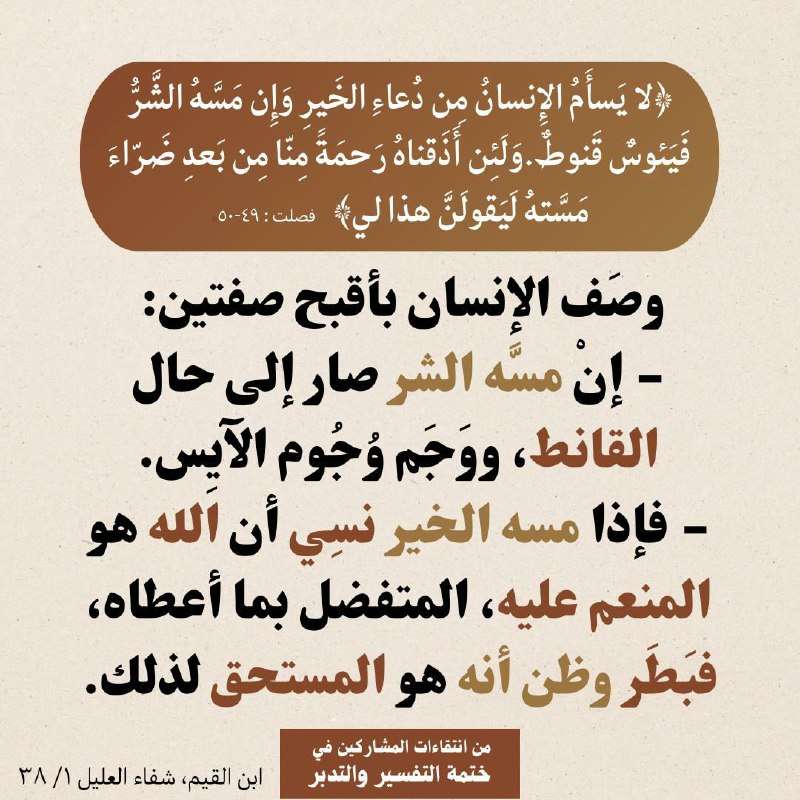 ﴿لا يَسأَمُ الإِنسانُ مِن دُعاءِ الخَيرِ وَإِن مَسَّهُ الشَّرُّ
فَيَئوسٌ قَنوطٌ.وَلَئِن أَذَقناهُ رَحمَةً مِنّا مِن بَعدِ ضَرّاءَ
مَسَّتهُ لَيَقولَنَّ هذا لي﴾ فصلت : ٤٩-٥٠
وصَف الإنسان بأقبح صفتين:
- إنْ مسَّه الشر صار إلى حال
القانط، ووَجَم وُجُوم الآيِس.
- فإذا مسه الخير نسِي أن الله هو
المنعم عليه، المتفضل بما أعطاه،
فبَطَر وظن أنه هو المستحق لذلك.
من انتقاءات المشاركين في
ختمة التفسير والتدبر
ابن القيم، شفاء العليل ١/ ٣٨